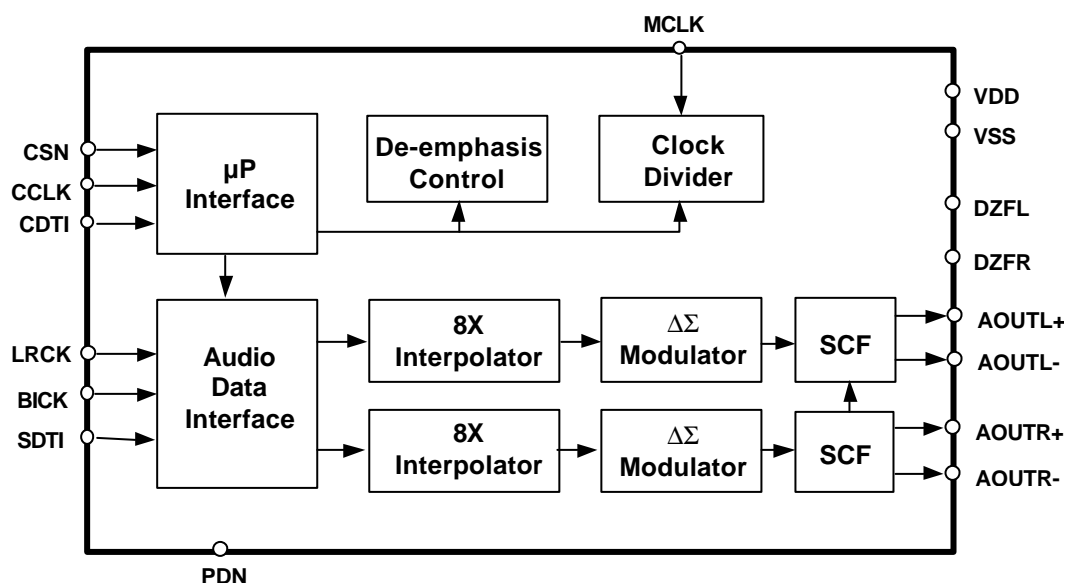 MCLK
VDD
VSS
CSN
CCLK
CDTI
µP
Interface
De-emphasis
Control
Clock
Divider
DZFL
DZFR
LRCK
BICK
SDTI
Audio
Data
Interface
8X
Interpolator
ΔΣ
Modulator
SCF
AOUTL+
AOUTL-
8X
Interpolator
ΔΣ
Modulator
SCF
AOUTR+
AOUTR-
PDN